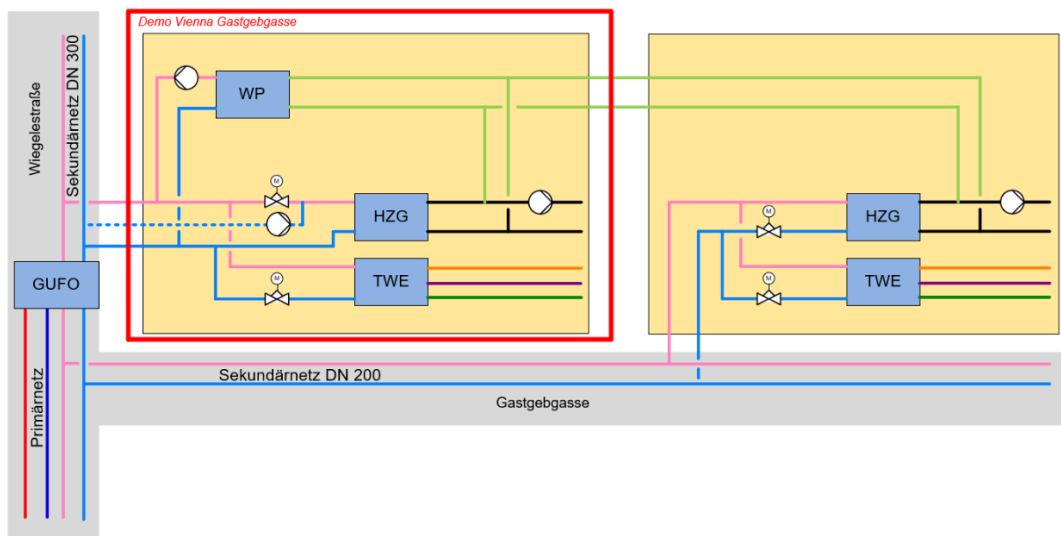 Demo Vienna Gastgebgasse
Wiegelestraße
Sekundärnetz DN 300
WP
M
HZG
M
HZG
GUFO
M
TWE
M
TWE
Primärnetz
Sekundärnetz DN 200
Gastgebgasse